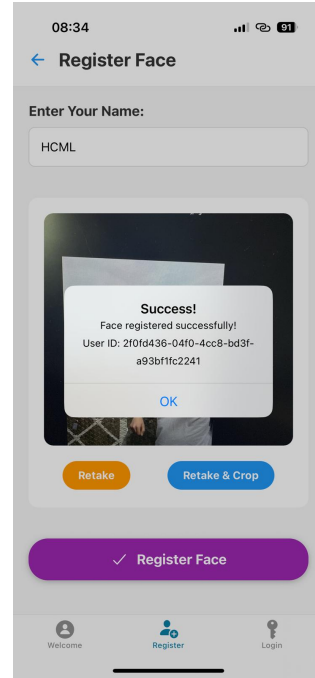 08:34
91
Register Face
Enter Your Name:
HCML
Success!
Face registered successfully!
User ID: 2f0fd436-04f0-4cc8-bd3f-
a93bf1fc2241
OK
Retake
Retake & Crop
Register Face
Welcome
Register
Login